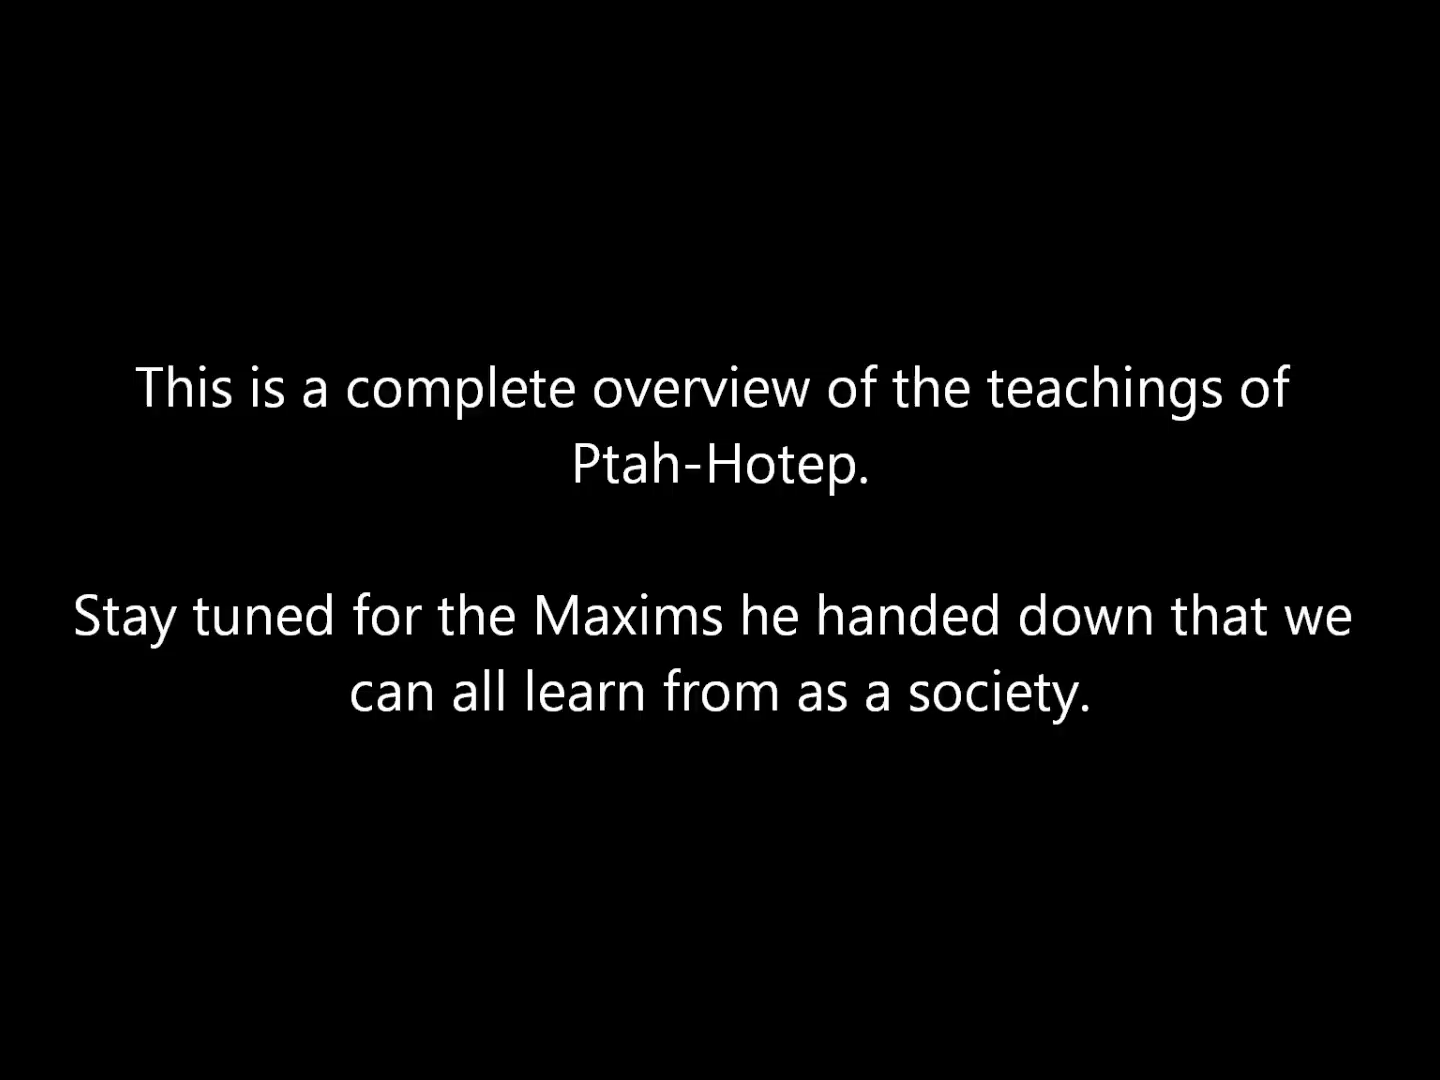 This is a complete overview of the teachings of
Ptah-Hotep.
Stay tuned for the Maxims he handed down that we
can all learn from as a society.